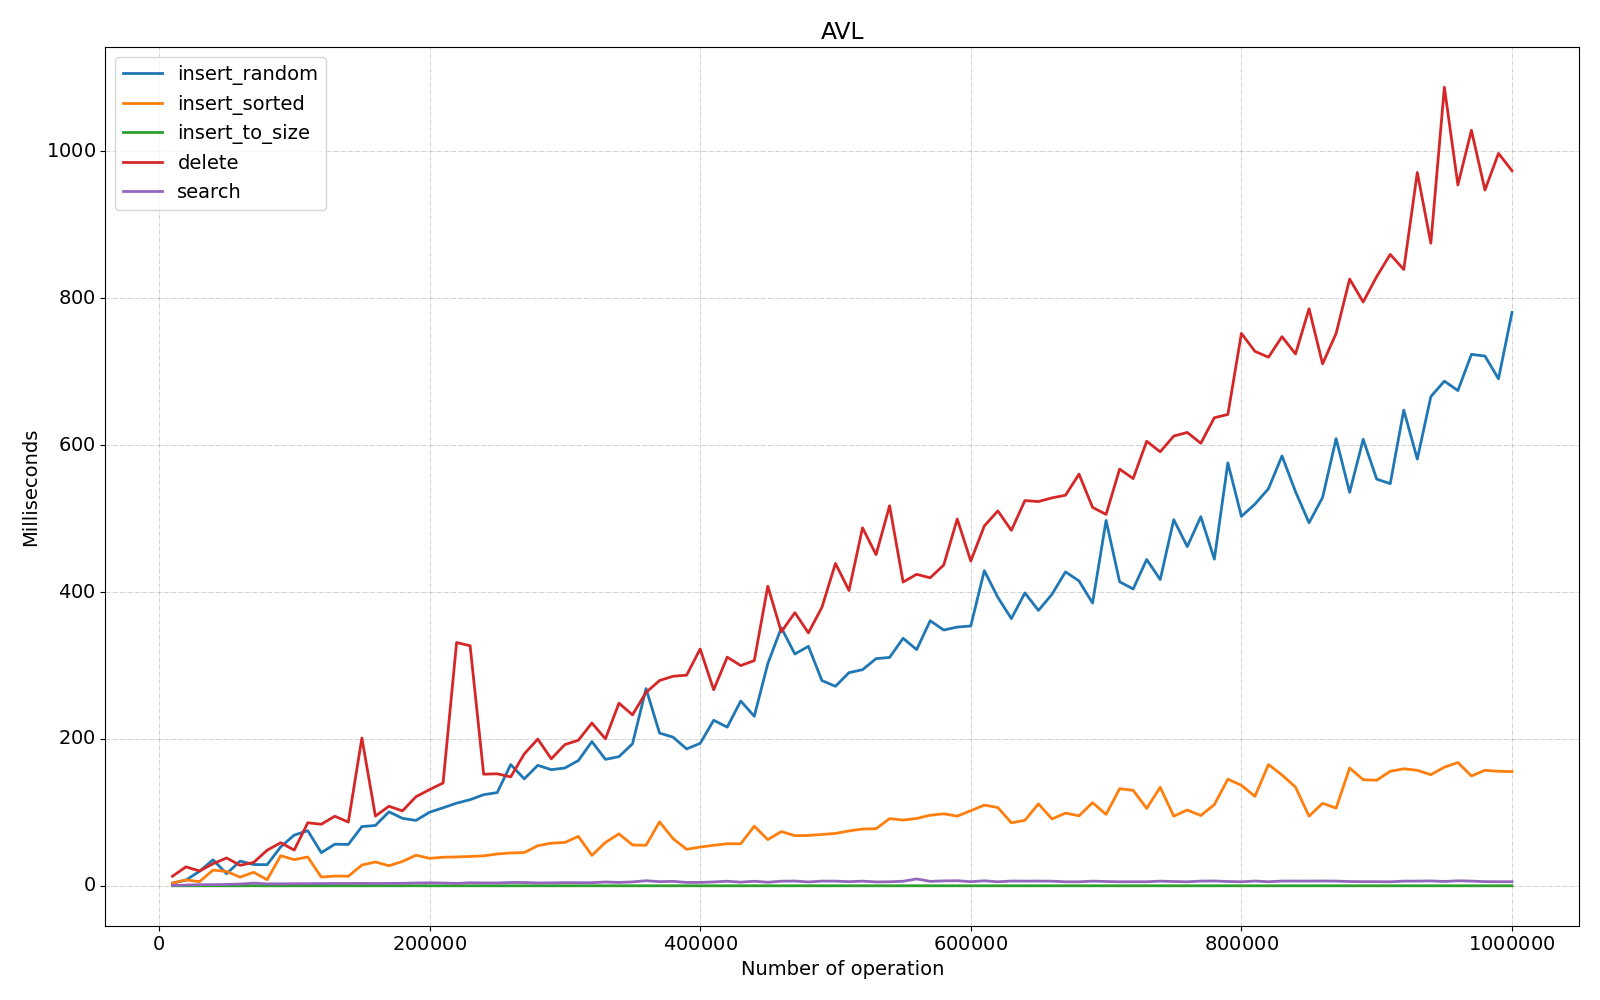 AVL
insert_random
insert_sorted
insert_to_size
delete
search
1000
800
600
400
200
0
Milliseconds
0 200000 400000 600000 800000 1000000
Number of operation